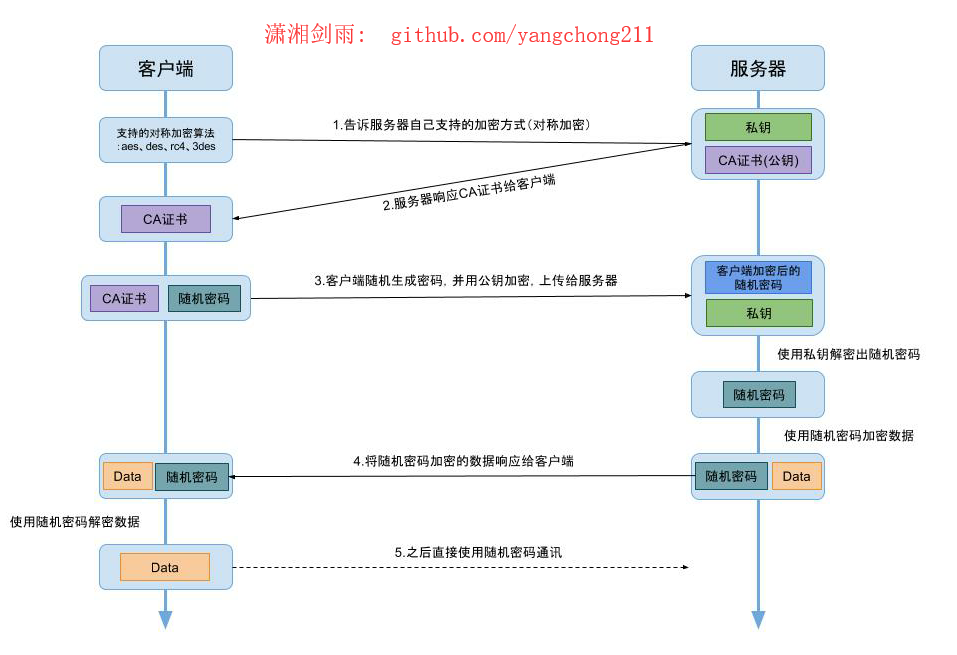 潇湘剑雨: github.com/yangchong211
客户端
服务器
支持的对称加密算法
:aes、des、rc4、3des
1.告诉服务器自己支持的加密方式(对称加密)
私钥
CA证书(公钥)
2.服务器响应CA证书给客户端
CA证书
3.客户端随机生成密码, 并用公钥加密, 上传给服务器
CA证书
随机密码
客户端加密后的
随机密码
私钥
使用私钥解密出随机密码
随机密码
使用随机密码加密数据
4.将随机密码加密的数据响应给客户端
Data
随机密码
随机密码
Data
使用随机密码解密数据
5.之后直接使用随机密码通讯
Data